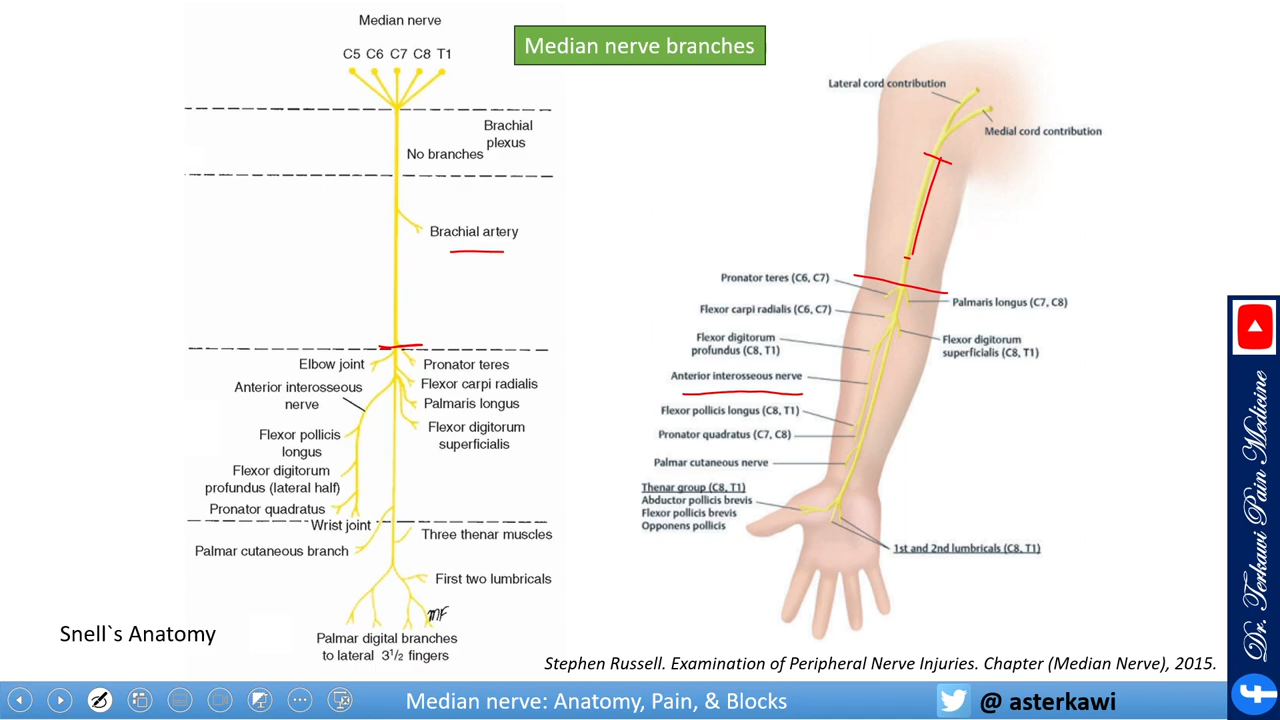 Median nerve branches
Median nerve
C5 C6 C7 C8 T1
Brachial
plexus
No branches
Brachial artery
Elbow joint
Pronator teres
Anterior interosseous
nerve
Flexor carpi radialis
Palmaris longus
Flexor digitorum
superficialis
Flexor pollicis
longus
Flexor digitorum
profundus (lateral half)
Pronator quadratus
Wrist joint
Palmar cutaneous branch
Three thenar muscles
First two lumbricals
MF
Palmar digital branches
to lateral 3½ fingers
Snell`s Anatomy
Lateral cord contribution
Medial cord contribution
Pronator teres (C6, C7)
Palmaris longus (C7, C8)
Flexor carpi radialis (C6, C7)
Flexor digitorum
profundus (C8, T1)
Flexor digitorum
superficialis (C8, T1)
Anterior interosseous nerve
Flexor pollicis longus (C8, T1)
Pronator quadratus (C7, C8)
Palmar cutaneous nerve
Thenar group (C8, T1)
Abductor pollicis brevis
Flexor pollicis brevis
Opponens pollicis
1st and 2nd lumbricals (C8, T1)
Stephen Russell. Examination of Peripheral Nerve Injuries. Chapter (Median Nerve), 2015.
Median nerve: Anatomy, Pain, & Blocks
@ asterkawi
Dr. Terkawi Pain Medicine